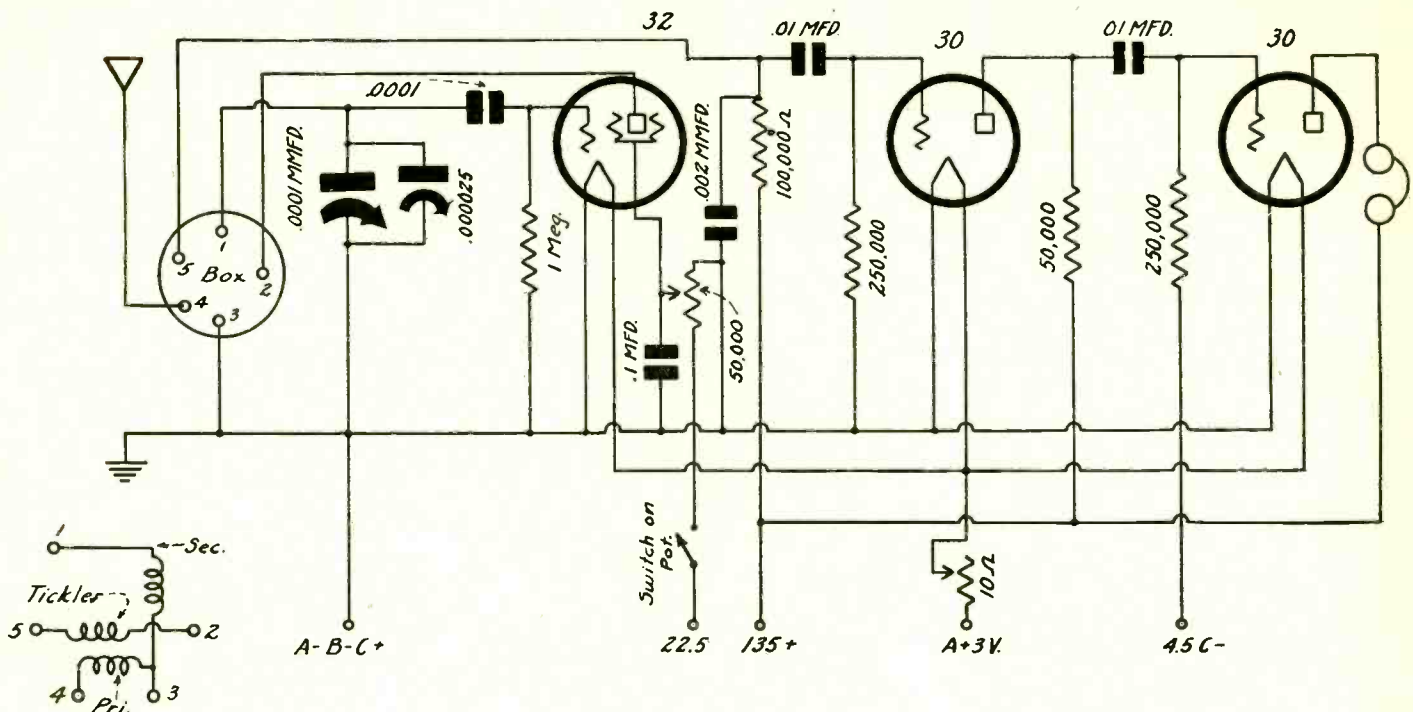 32
.01 MFD.
30
.01 MFD.
30
.0001
.0001 MMFD.
.00025
1 Meg.
.002 MMFD.
100,000 Ω
250,000
50,000
250,000
1
5
Box
2
4
3
.1 MFD.
50,000
Switch on
Pot.
10 Ω
1
Sec.
Tickler
5
2
4
3
Pri.
A-B-C+
22.5
135+
A+3V.
4.5 C-